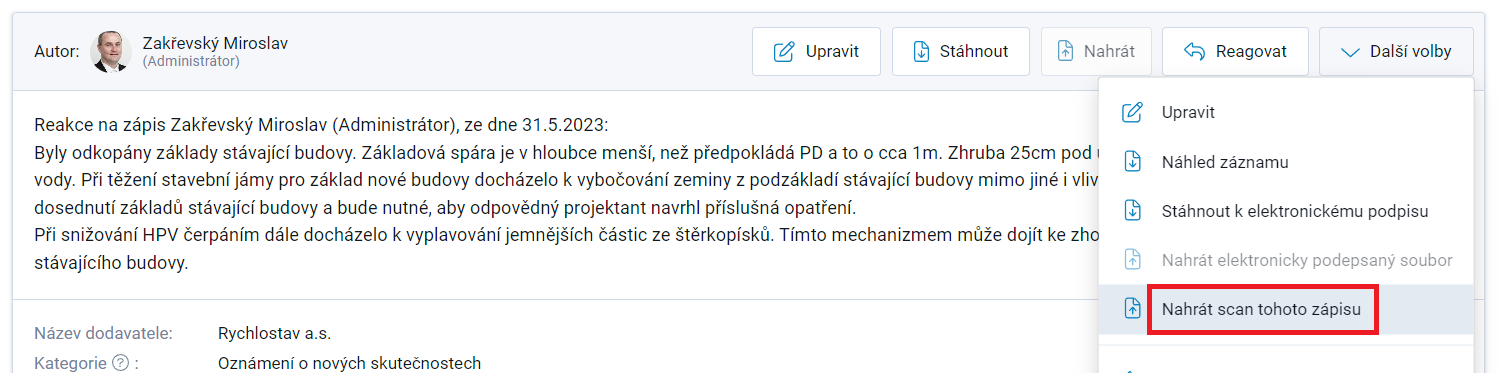 Autor:
Zakřevský Miroslav
(Administrátor)
Upravit
Stáhnout
Nahrát
Reagovat
Další volby
Reakce na zápis Zakřevský Miroslav (Administrátor), ze dne 31.5.2023:
Byly odkopány základy stávající budovy. Základová spára je v hloubce menší, než předpokládá PD a to o cca 1m. Zhruba 25cm pod
vody. Při těžení stavební jámy pro základ nové budovy docházelo k vybočování zeminy z podzákladí stávající budovy mimo jiné i vliv
dosednutí základů stávající budovy a bude nutné, aby odpovědný projektant navrhl příslušná opatření.
Při snižování HPV čerpáním dále docházelo k vyplavování jemnějších částic ze štěrkopísků. Tímto mechanizmem může dojít ke zho
stávajícího budovy.
Upravit
Náhled záznamu
Stáhnout k elektronickému podpisu
Nahrát elektronicky podepsaný soubor
Nahrát scan tohoto zápisu
Název dodavatele: Rychlostav a.s.
Kategorie ? : Oznámení o nových skutečnostech